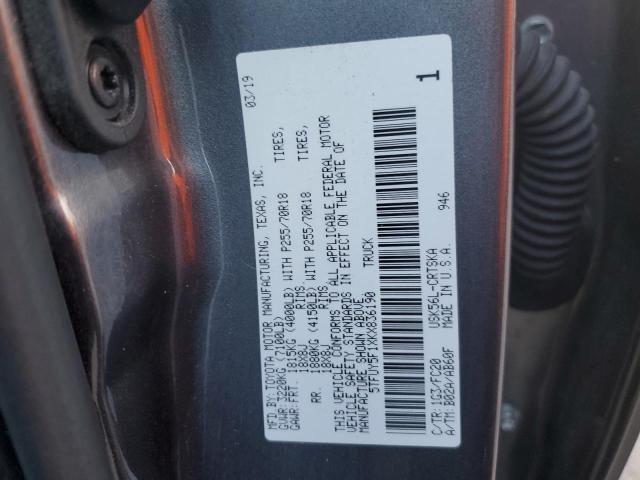 MFD.BY:TOYOTA MOTOR MANUFACTURING, TEXAS, INC. 03/19
GVWR: 3220KG (7100LB)
GAWR:FRT. 1815KG (4000LB) WITH P255/70R18 TIRES,
18X8J RIMS
RR. 1880KG (4150LB) WITH P255/70R18 TIRES,
18X8J RIMS
THIS VEHICLE CONFORMS TO ALL APPLICABLE FEDERAL MOTOR
VEHICLE SAFETY STANDARDS IN EFFECT ON THE DATE OF
MANUFACTURE SHOWN ABOVE.
5TFUY5F1XKX836190 TRUCK
1
C/TR:1G3/FC20 USK56L-CRTSKA
A/TM:B02A/AB60F MADE IN U.S.A. 946